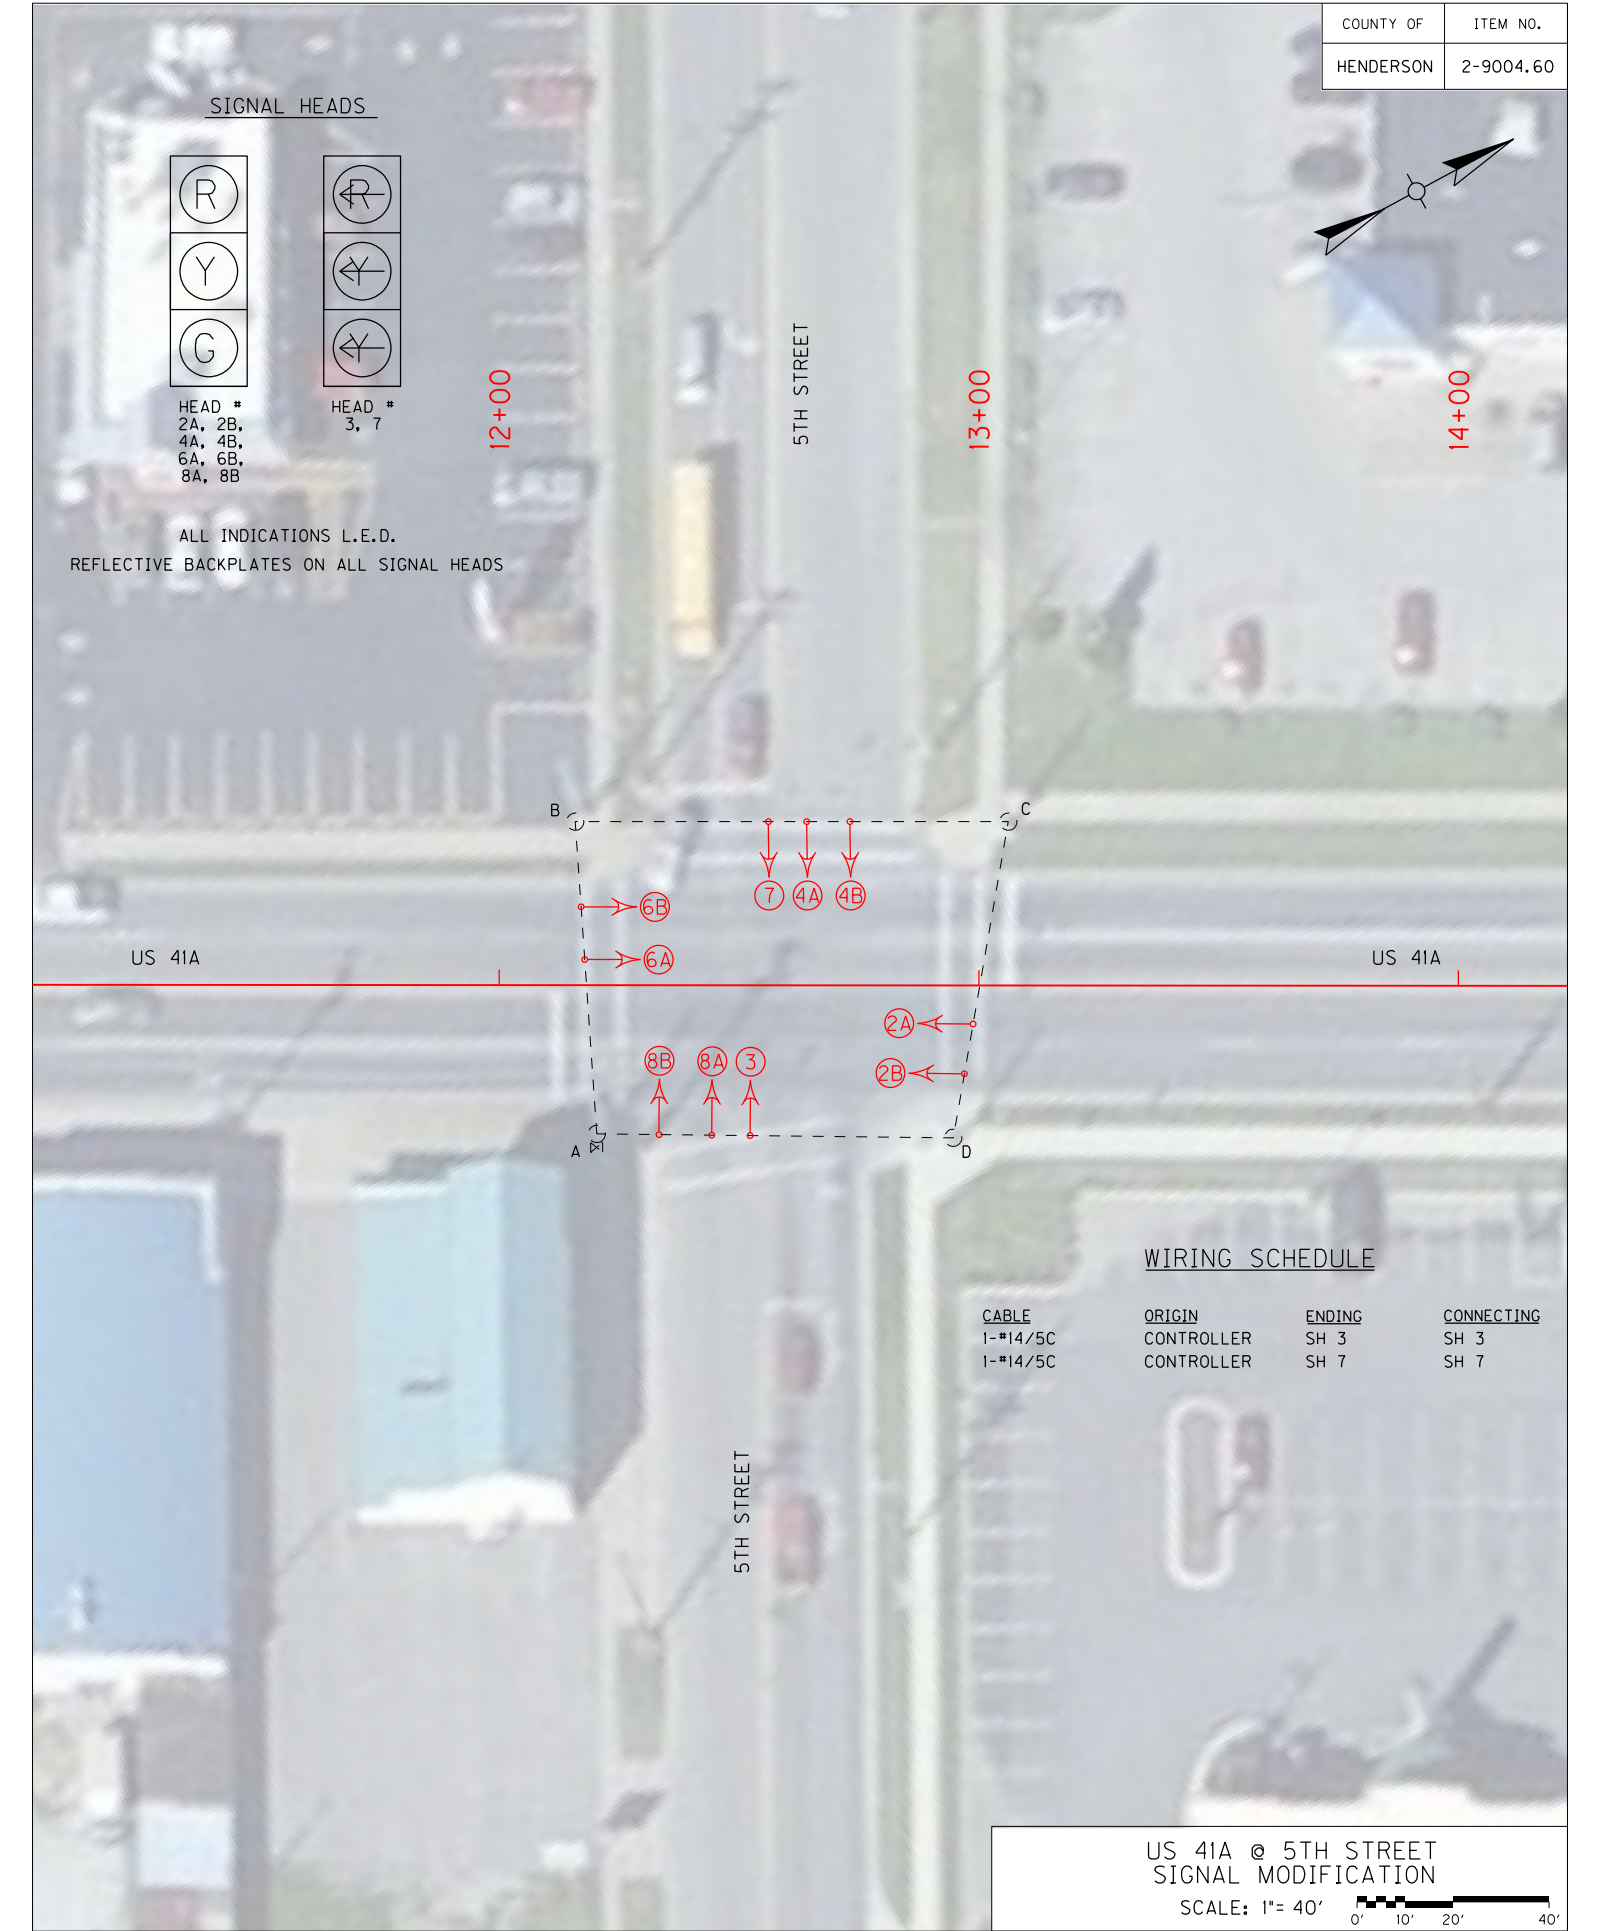 COUNTY OF ITEM NO.
HENDERSON 2-9004.60
SIGNAL HEADS
R R
Y Y
G Y
HEAD # HEAD #
2A, 2B, 3, 7
4A, 4B,
6A, 6B,
8A, 8B
ALL INDICATIONS L.E.D.
REFLECTIVE BACKPLATES ON ALL SIGNAL HEADS
5TH STREET
12+00 13+00 14+00
B C
7 4A 4B
6B
6A
US 41A US 41A
2A
8B 8A 3
2B
A D
WIRING SCHEDULE
CABLE ORIGIN ENDING CONNECTING
1-#14/5C CONTROLLER SH 3 SH 3
1-#14/5C CONTROLLER SH 7 SH 7
5TH STREET
US 41A @ 5TH STREET
SIGNAL MODIFICATION
SCALE: 1"= 40'
0' 10' 20' 40'